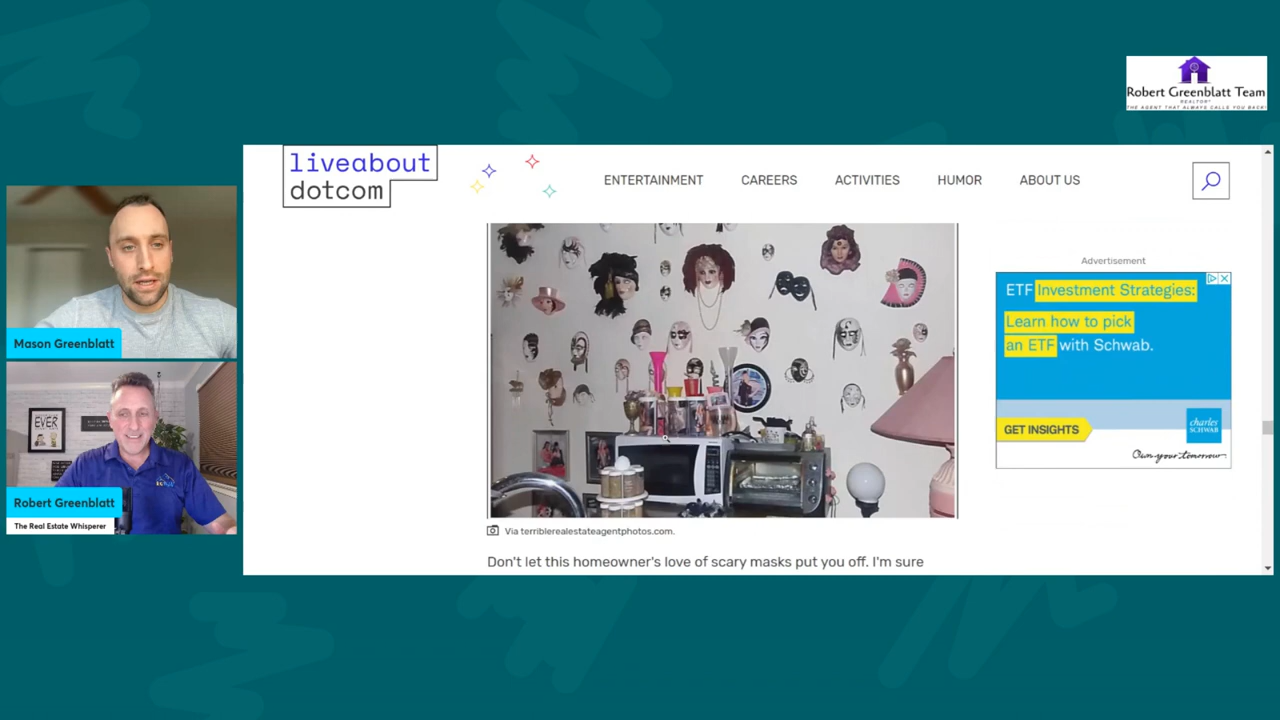 Robert Greenblatt Team
REALTOR®
THE AGENT THAT ALWAYS CALLS YOU BACK!
liveabout
dotcom
ENTERTAINMENT
CAREERS
ACTIVITIES
HUMOR
ABOUT US
Mason Greenblatt
EVER
Robert Greenblatt
The Real Estate Whisperer
Advertisement
ETF Investment Strategies:
Learn how to pick
an ETF with Schwab.
GET INSIGHTS
charles
SCHWAB
Own your tomorrow
Via terriblerealestateagentphotos.com.
Don't let this homeowner's love of scary masks put you off. I'm sure